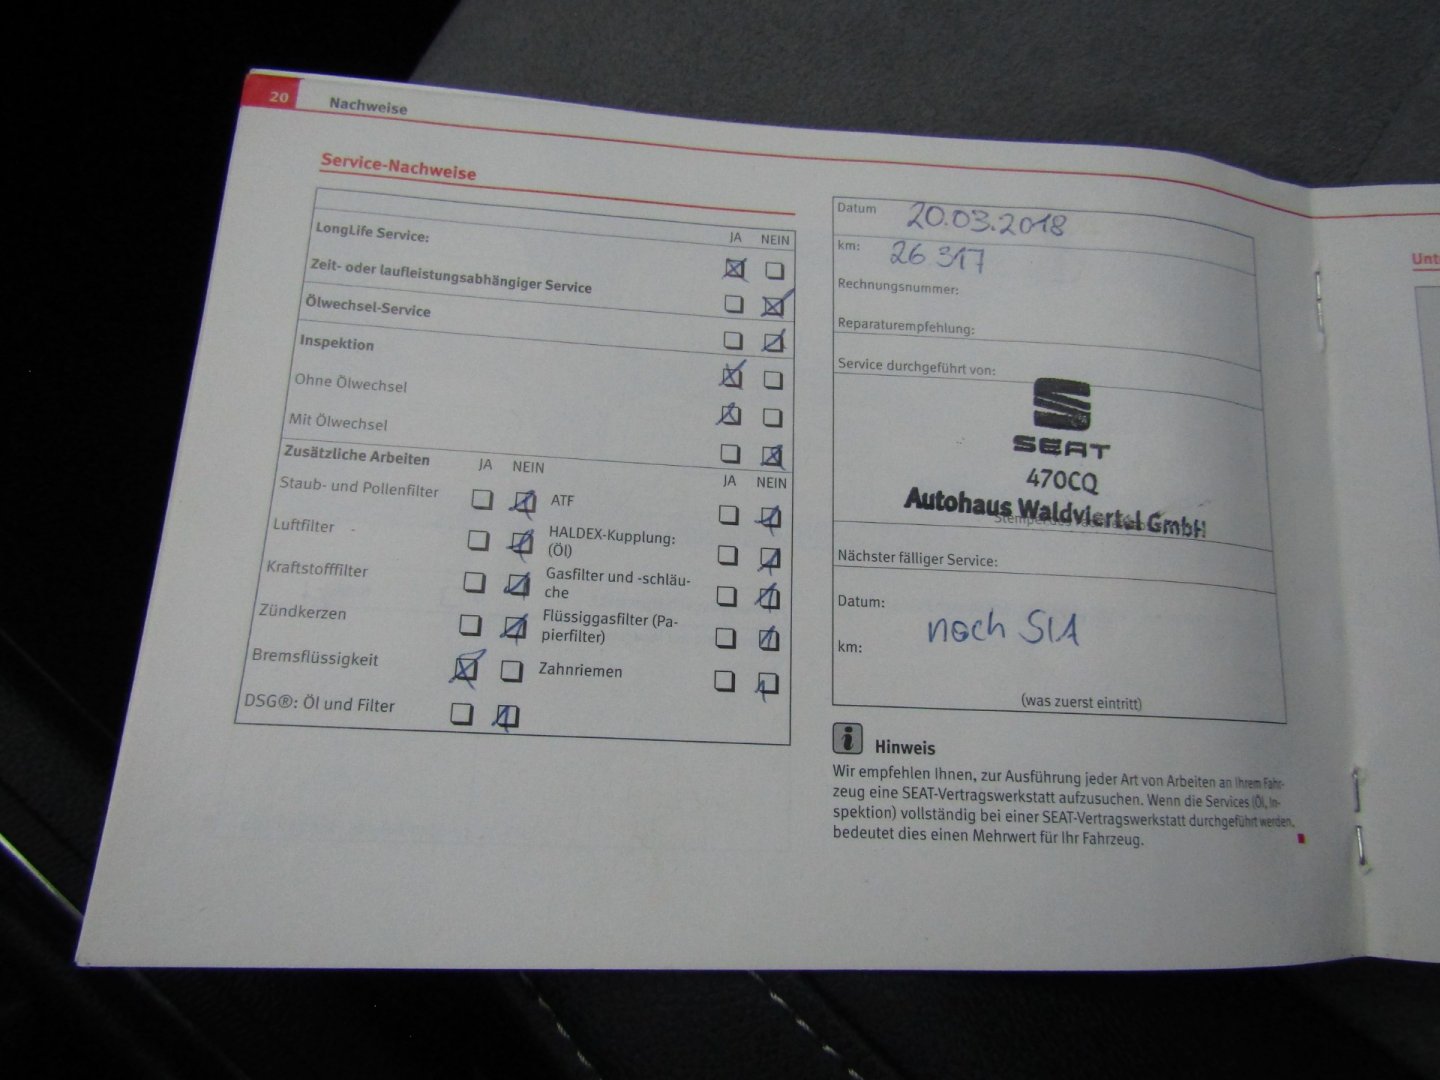 20 Nachweise
Service-Nachweise
JA NEIN
LongLife Service:
Zeit- oder laufleistungsabhängiger Service
Ölwechsel-Service
Inspektion
Ohne Ölwechsel
Mit Ölwechsel
Zusätzliche Arbeiten JA NEIN JA NEIN
Staub- und Pollenfilter ATF
Luftfilter HALDEX-Kupplung:
(Öl)
Kraftstofffilter Gasfilter und -schläu-
che
Zündkerzen Flüssiggasfilter (Pa-
pierfilter)
Bremsflüssigkeit Zahnriemen
DSG®: Öl und Filter
Datum 20.03.2018
km: 26.317
Rechnungsnummer:
Reparaturempfehlung:
Service durchgeführt von:
SEAT
470CQ
Autohaus Waldviertel GmbH
Nächster fälliger Service:
Datum:
nach SIA
km:
(was zuerst eintritt)
i Hinweis
Wir empfehlen Ihnen, zur Ausführung jeder Art von Arbeiten an Ihrem Fahr-
zeug eine SEAT-Vertragswerkstatt aufzusuchen. Wenn die Services (Öl, In-
spektion) vollständig bei einer SEAT-Vertragswerkstatt durchgeführt werden,
bedeutet dies einen Mehrwert für Ihr Fahrzeug.